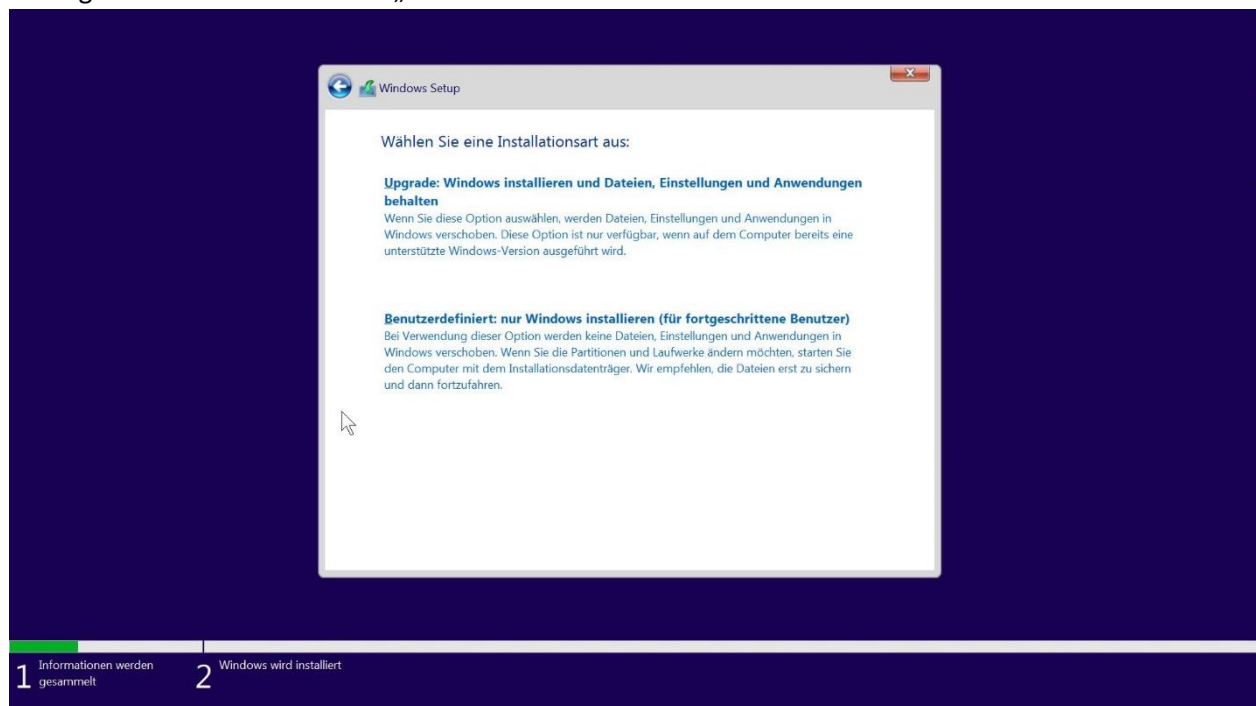 Windows Setup
Wählen Sie eine Installationsart aus:
Upgrade: Windows installieren und Dateien, Einstellungen und Anwendungen
behalten
Wenn Sie diese Option auswählen, werden Dateien, Einstellungen und Anwendungen in
Windows verschoben. Diese Option ist nur verfügbar, wenn auf dem Computer bereits eine
unterstützte Windows-Version ausgeführt wird.
Benutzerdefiniert: nur Windows installieren (für fortgeschrittene Benutzer)
Bei Verwendung dieser Option werden keine Dateien, Einstellungen und Anwendungen in
Windows verschoben. Wenn Sie die Partitionen und Laufwerke ändern möchten, starten Sie
den Computer mit dem Installationsdatenträger. Wir empfehlen, die Dateien erst zu sichern
und dann fortzufahren.
1 Informationen werden
gesammelt
2 Windows wird installiert